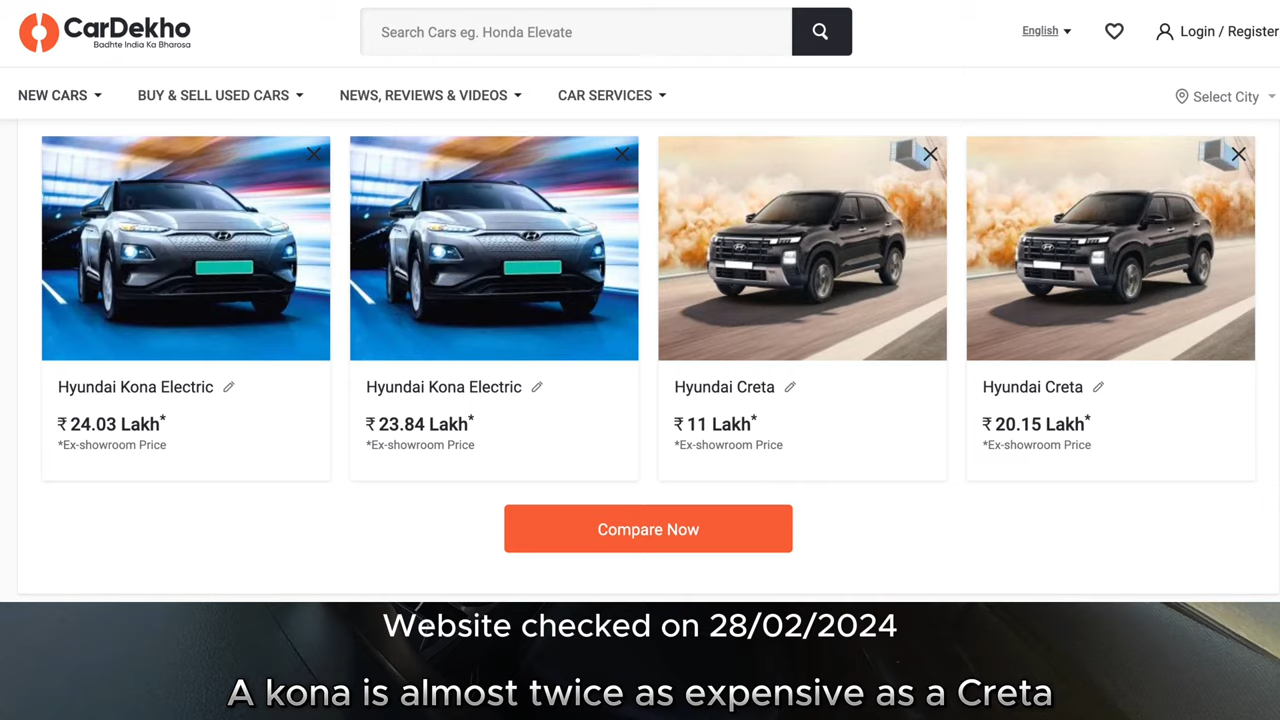 CarDekho
Badhte India Ka Bharosa
Search Cars eg. Honda Elevate
English
Login / Register
NEW CARS
BUY & SELL USED CARS
NEWS, REVIEWS & VIDEOS
CAR SERVICES
Select City
Hyundai Kona Electric
₹ 24.03 Lakh*
*Ex-showroom Price
Hyundai Kona Electric
₹ 23.84 Lakh*
*Ex-showroom Price
Hyundai Creta
₹ 11 Lakh*
*Ex-showroom Price
Hyundai Creta
₹ 20.15 Lakh*
*Ex-showroom Price
Compare Now
Website checked on 28/02/2024
A kona is almost twice as expensive as a Creta